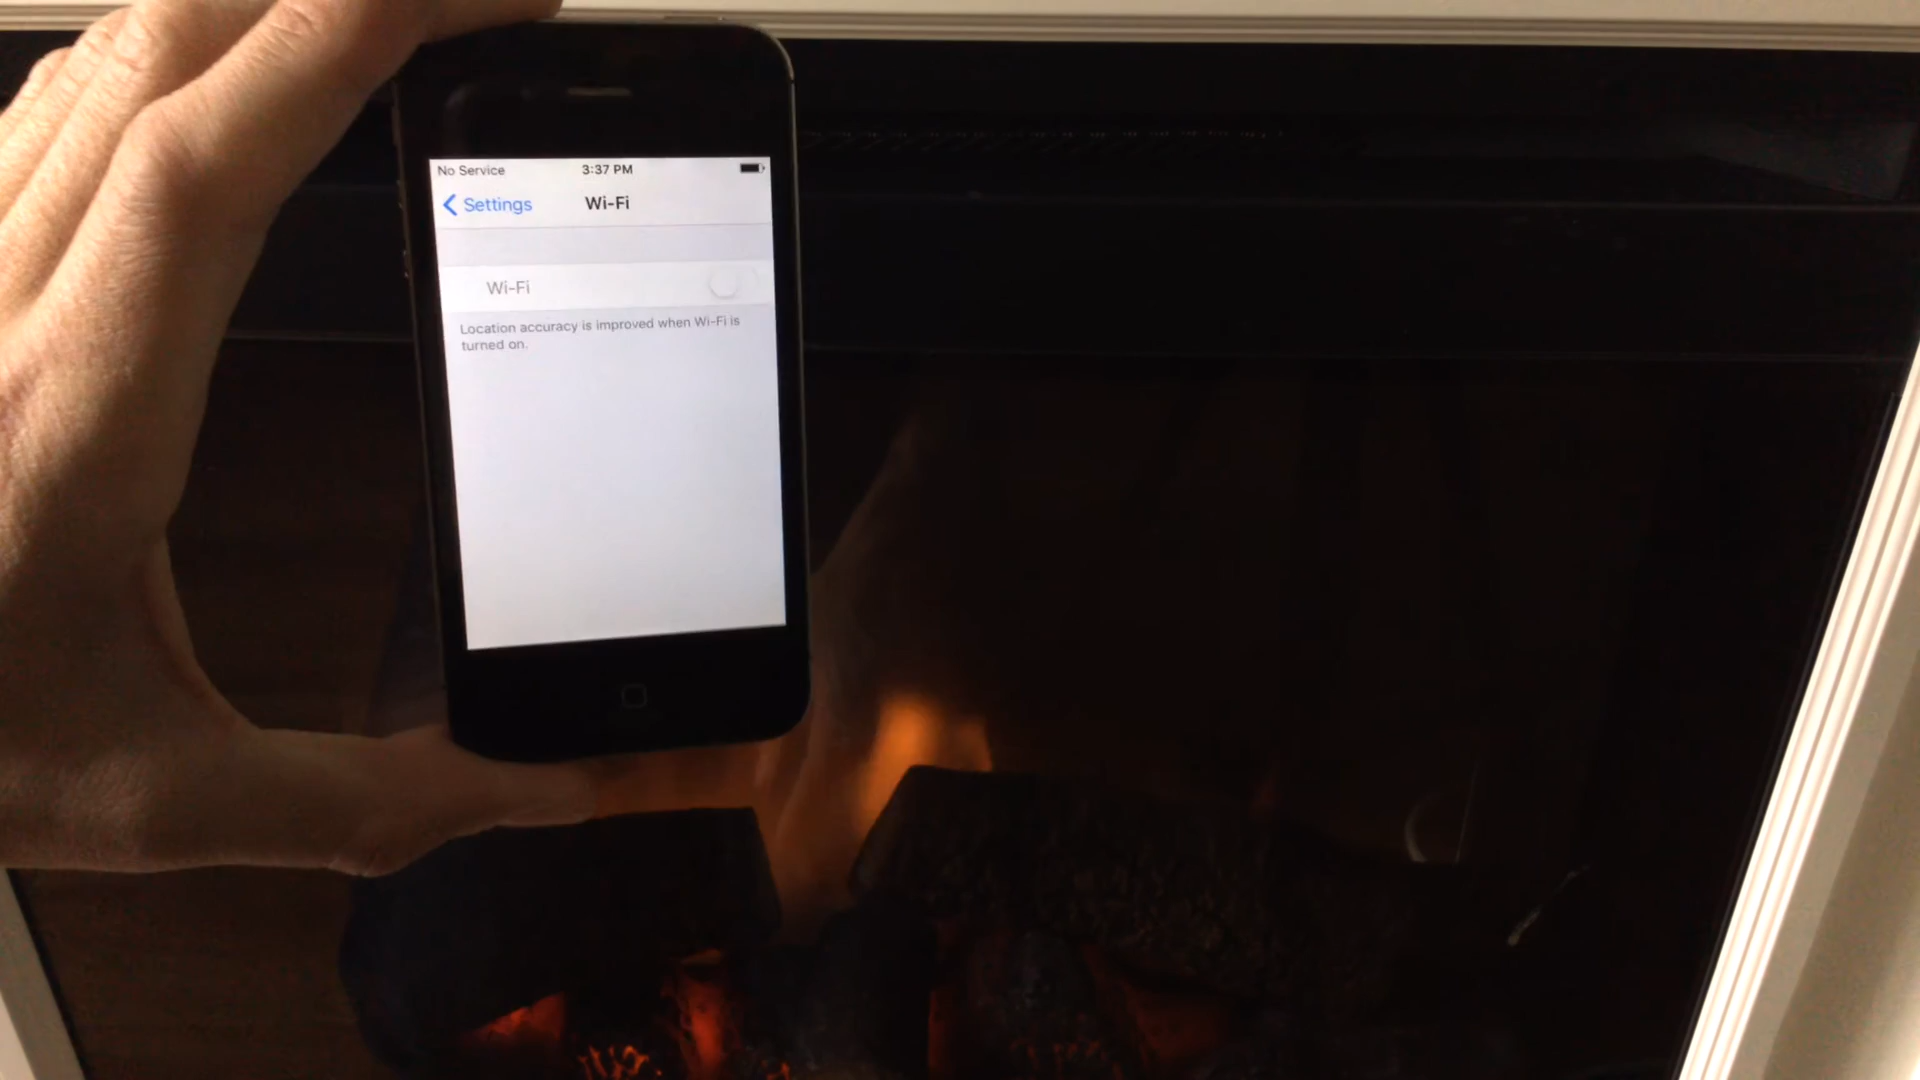 No Service 3:37 PM
Settings Wi-Fi
Wi-Fi
Location accuracy is improved when Wi-Fi is
turned on.